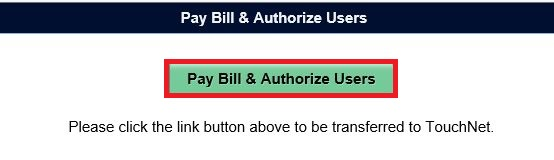 Pay Bill & Authorize Users
Pay Bill & Authorize Users
Please click the link button above to be transferred to TouchNet.